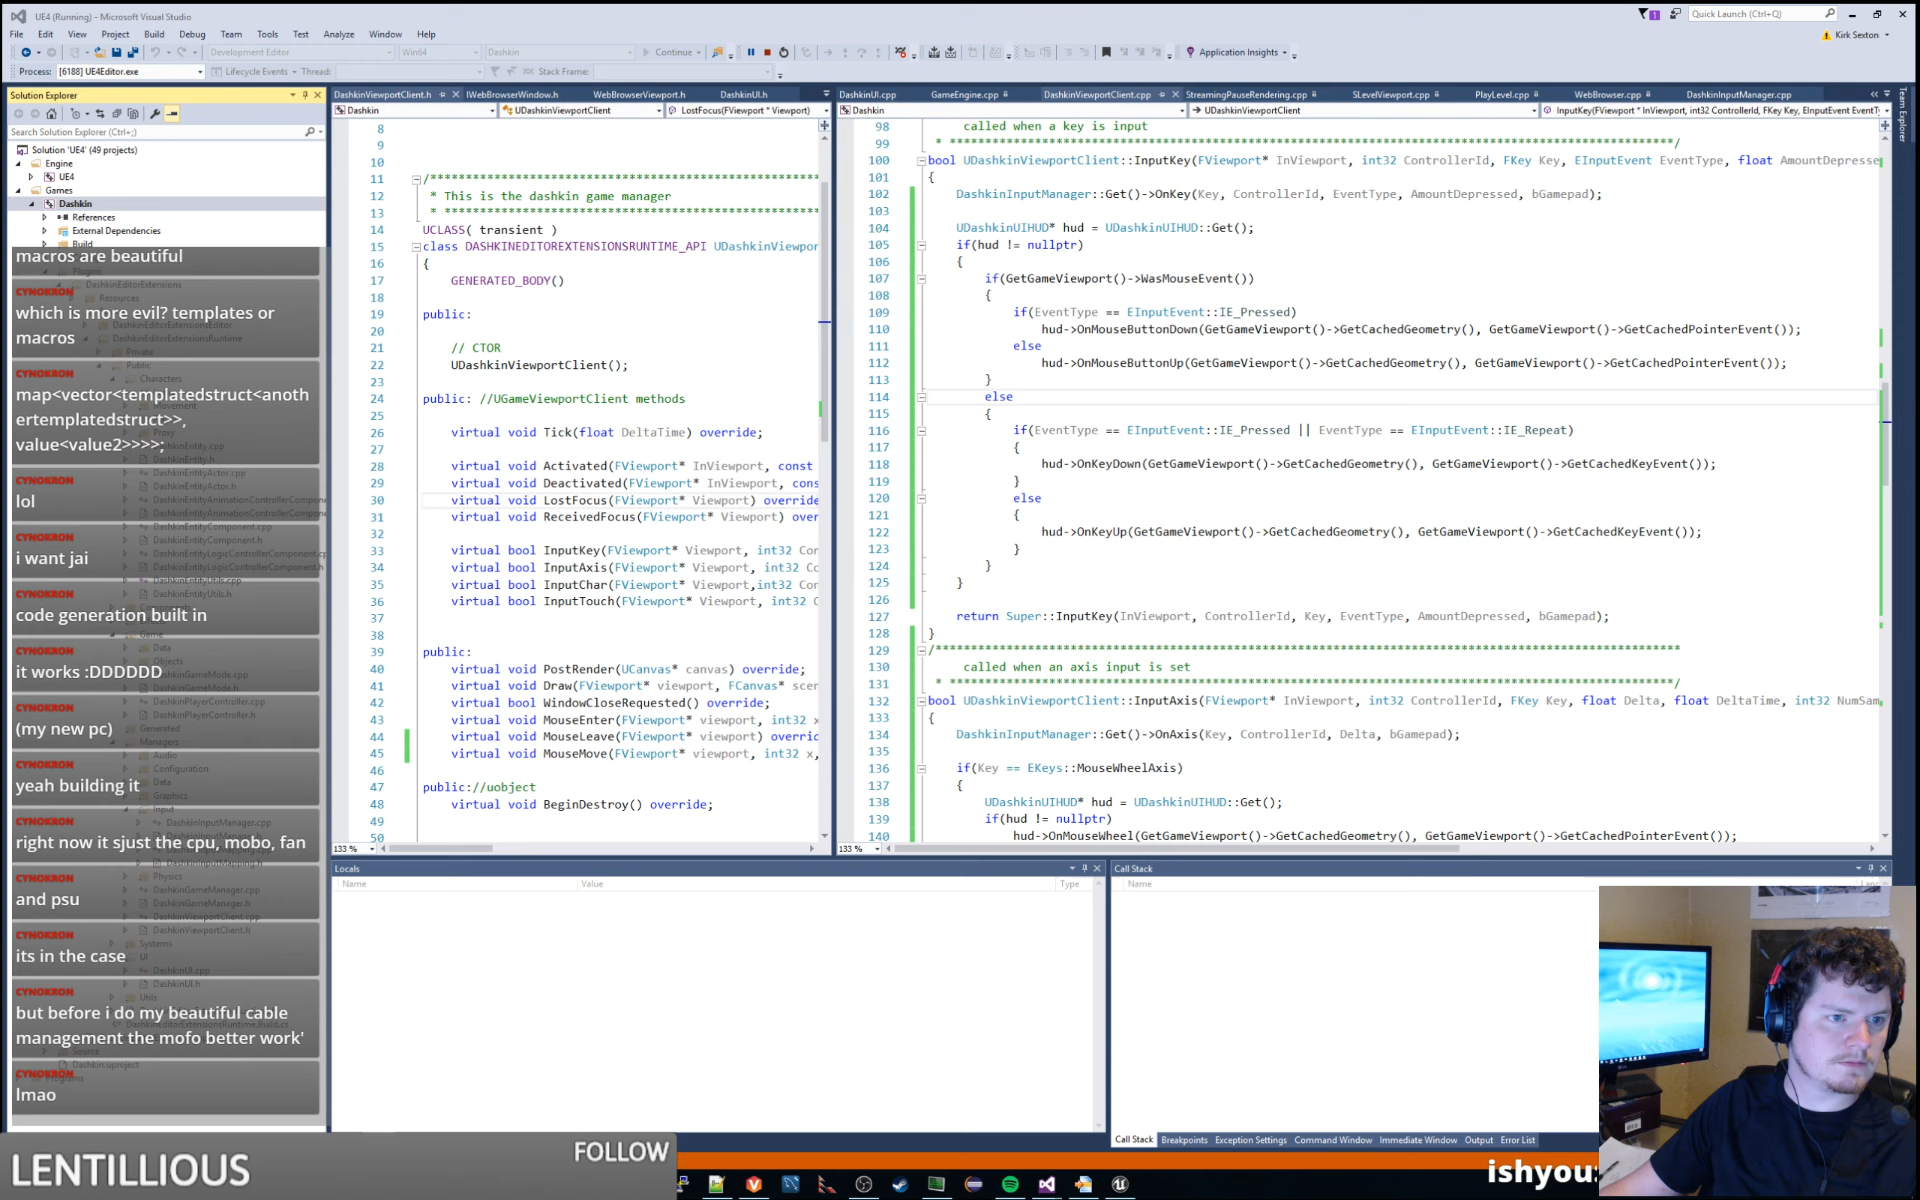 UE4 (Running) - Microsoft Visual Studio
Quick Launch (Ctrl+Q)
File Edit View Project Build Debug Team Tools Test Analyze Window Help
Kirk Sexton
Development Editor Win64 Dashkin Continue Application Insights
Process: [6188] UE4Editor.exe Lifecycle Events Thread: Stack Frame:
Solution Explorer
Search Solution Explorer (Ctrl+;)
Solution 'UE4' (49 projects)
Engine
UE4
Games
Dashkin
References
External Dependencies
Build
macros are beautiful
CYNOKRON
which is more evil? templates or
macros
CYNOKRON
map<vector<templatedstruct<anoth
ertemplatedstruct>>,
value<value2>>>>;
CYNOKRON
lol
CYNOKRON
i want jai
CYNOKRON
code generation built in
CYNOKRON
it works :DDDDDD
CYNOKRON
(my new pc)
CYNOKRON
yeah building it
CYNOKRON
right now it sjust the cpu, mobo, fan
CYNOKRON
and psu
CYNOKRON
its in the case
CYNOKRON
but before i do my beautiful cable
management the mofo better work'
CYNOKRON
lmao
DashkinViewportClient.h IWebBrowserWindow.h WebBrowserViewport.h DashkinUI.h
Dashkin UDashkinViewportClient LostFocus(FViewport * Viewport)
8
9
10
11 /****************************************************
12 * This is the dashkin game manager
13 * ****************************************************
14 UCLASS( transient )
15 class DASHKINEDITOREXTENSIONSRUNTIME_API UDashkinViewpor
16 {
17 GENERATED_BODY()
18
19 public:
20
21 // CTOR
22 UDashkinViewportClient();
23
24 public: //UGameViewportClient methods
25
26 virtual void Tick(float DeltaTime) override;
27
28 virtual void Activated(FViewport* InViewport, const
29 virtual void Deactivated(FViewport* InViewport, cons
30 virtual void LostFocus(FViewport* Viewport) override
31 virtual void ReceivedFocus(FViewport* Viewport) over
32
33 virtual bool InputKey(FViewport* Viewport, int32 Con
34 virtual bool InputAxis(FViewport* Viewport, int32 Co
35 virtual bool InputChar(FViewport* Viewport,int32 Con
36 virtual bool InputTouch(FViewport* Viewport, int32 C
37
38
39 public:
40 virtual void PostRender(UCanvas* canvas) override;
41 virtual void Draw(FViewport* viewport, FCanvas* scen
42 virtual bool WindowCloseRequested() override;
43 virtual void MouseEnter(FViewport* viewport, int32 x
44 virtual void MouseLeave(FViewport* viewport) overrid
45 virtual void MouseMove(FViewport* viewport, int32 x,
46
47 public://uobject
48 virtual void BeginDestroy() override;
49
50
133 %
DashkinUI.cpp GameEngine.cpp DashkinViewportClient.cpp StreamingPauseRendering.cpp SLevelViewport.cpp PlayLevel.cpp WebBrowser.cpp DashkinInputManager.cpp
Dashkin UDashkinViewportClient InputKey(FViewport * InViewport, int32 ControllerId, FKey Key, EInputEvent EventT
98 called when a key is input
99 * ****************************************************/
100 bool UDashkinViewportClient::InputKey(FViewport* InViewport, int32 ControllerId, FKey Key, EInputEvent EventType, float AmountDepresse
101 {
102 DashkinInputManager::Get()->OnKey(Key, ControllerId, EventType, AmountDepressed, bGamepad);
103
104 UDashkinUIHUD* hud = UDashkinUIHUD::Get();
105 if(hud != nullptr)
106 {
107 if(GetGameViewport()->WasMouseEvent())
108 {
109 if(EventType == EInputEvent::IE_Pressed)
110 hud->OnMouseButtonDown(GetGameViewport()->GetCachedGeometry(), GetGameViewport()->GetCachedPointerEvent());
111 else
112 hud->OnMouseButtonUp(GetGameViewport()->GetCachedGeometry(), GetGameViewport()->GetCachedPointerEvent());
113 }
114 else
115 {
116 if(EventType == EInputEvent::IE_Pressed || EventType == EInputEvent::IE_Repeat)
117 {
118 hud->OnKeyDown(GetGameViewport()->GetCachedGeometry(), GetGameViewport()->GetCachedKeyEvent());
119 }
120 else
121 {
122 hud->OnKeyUp(GetGameViewport()->GetCachedGeometry(), GetGameViewport()->GetCachedKeyEvent());
123 }
124 }
125 }
126
127 return Super::InputKey(InViewport, ControllerId, Key, EventType, AmountDepressed, bGamepad);
128 }
129 /****************************************************
130 called when an axis input is set
131 * ****************************************************/
132 bool UDashkinViewportClient::InputAxis(FViewport* InViewport, int32 ControllerId, FKey Key, float Delta, float DeltaTime, int32 NumSam
133 {
134 DashkinInputManager::Get()->OnAxis(Key, ControllerId, Delta, bGamepad);
135
136 if(Key == EKeys::MouseWheelAxis)
137 {
138 UDashkinUIHUD* hud = UDashkinUIHUD::Get();
139 if(hud != nullptr)
140 hud->OnMouseWheel(GetGameViewport()->GetCachedGeometry(), GetGameViewport()->GetCachedPointerEvent());
133 %
Team Explorer
Locals
Name Value Type
Call Stack
Name
Call Stack Breakpoints Exception Settings Command Window Immediate Window Output Error List
LENTILLIOUS
FOLLOW
ishyou